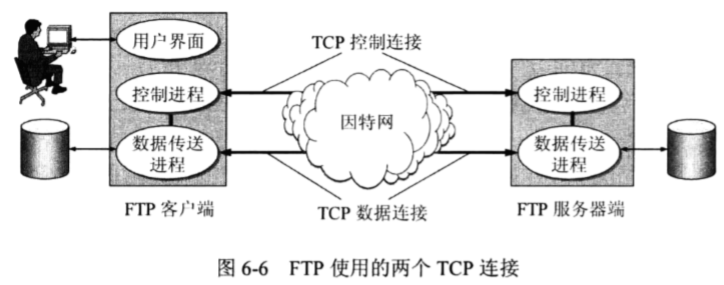 用户界面
TCP 控制连接
控制进程
控制进程
因特网
数据传送
进程
数据传送
进程
FTP 客户端
TCP 数据连接
FTP 服务器端
图 6-6 FTP 使用的两个 TCP 连接